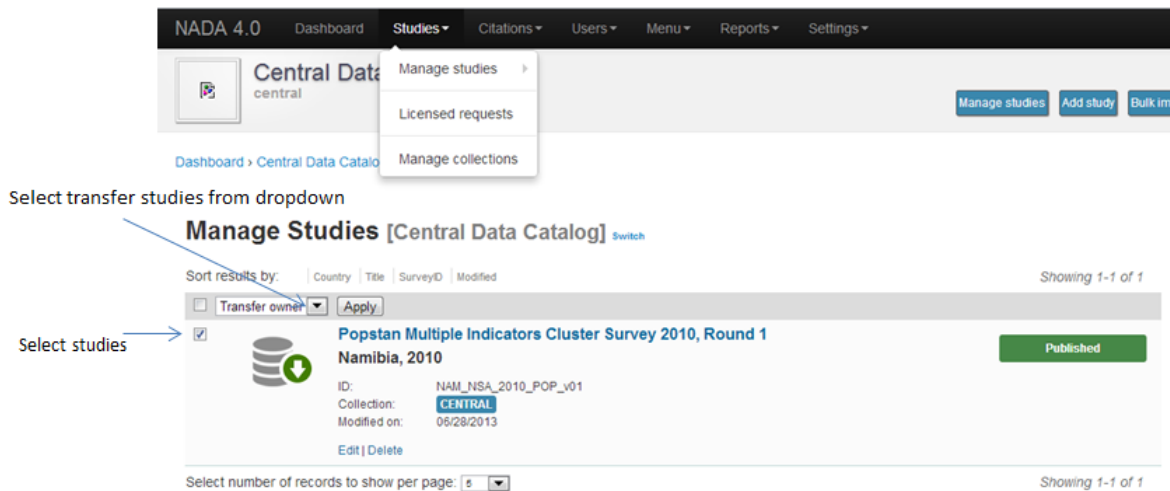 NADA 4.0 Dashboard Studies Citations Users Menu Reports Settings
Central Data
central
Manage studies
Licensed requests
Manage collections
Manage studies Add study Bulk im
Dashboard › Central Data Catalo
Select transfer studies from dropdown
Manage Studies [Central Data Catalog] Switch
Sort results by: Country Title SurveyID Modified Showing 1-1 of 1
Transfer owner Apply
Select studies
Popstan Multiple Indicators Cluster Survey 2010, Round 1
Namibia, 2010
Published
ID: NAM_NSA_2010_POP_v01
Collection: CENTRAL
Modified on: 06/28/2013
Edit | Delete
Select number of records to show per page: 5 Showing 1-1 of 1